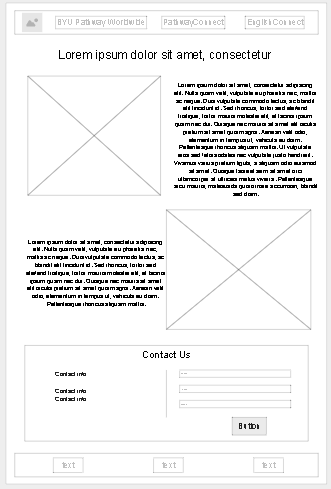 BYU Pathway Worldwide
PathwayConnect
EnglishConnect
Lorem ipsum dolor sit amet, consectetur
Lorem ipsum dolor sit amet, consectetur adipiscing
elit. Nulla quam velit, vulputate eu pharetra nec, mattis
ac neque. Duis vulputate commodo lectus, ac blandit
elit tincidunt id. Sed rhoncus, tortor sed eleifend
tristique, tortor mauris molestie elit, et lacinia ipsum
quam nec dui. Quisque nec mauris sit amet elit iaculis
pretium sit amet quis magna. Aenean velit odio,
elementum in tempus ut, vehicula eu diam.
Pellentesque rhoncus aliquam mattis. Ut vulputate
eros sed felis sodales nec vulputate justo hendrerit.
Vivamus varius pretium ligula, a aliquam odio euismod
sit amet. Quisque laoreet sem sit amet orci
ullamcorper at ultricies metus viverra. Pellentesque
arcu mauris, malesuada quis ornare accumsan, blandit
sed diam.
Lorem ipsum dolor sit amet, consectetur adipiscing
elit. Nulla quam velit, vulputate eu pharetra nec,
mattis ac neque. Duis vulputate commodo lectus, ac
blandit elit tincidunt id. Sed rhoncus, tortor sed
eleifend tristique, tortor mauris molestie elit, et lacinia
ipsum quam nec dui. Quisque nec mauris sit amet
elit iaculis pretium sit amet quis magna. Aenean velit
odio, elementum in tempus ut, vehicula eu diam.
Pellentesque rhoncus aliquam mattis.
Contact Us
Contact info
Contact info
Contact info
Button
text
text
text